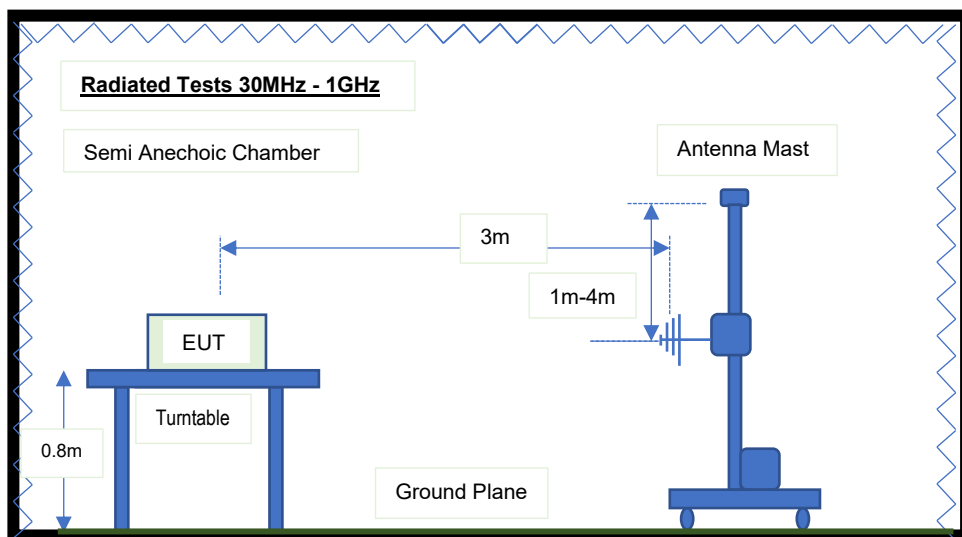 Radiated Tests 30MHz - 1GHz
Semi Anechoic Chamber
Antenna Mast
3m
1m-4m
EUT
Turntable
0.8m
Ground Plane